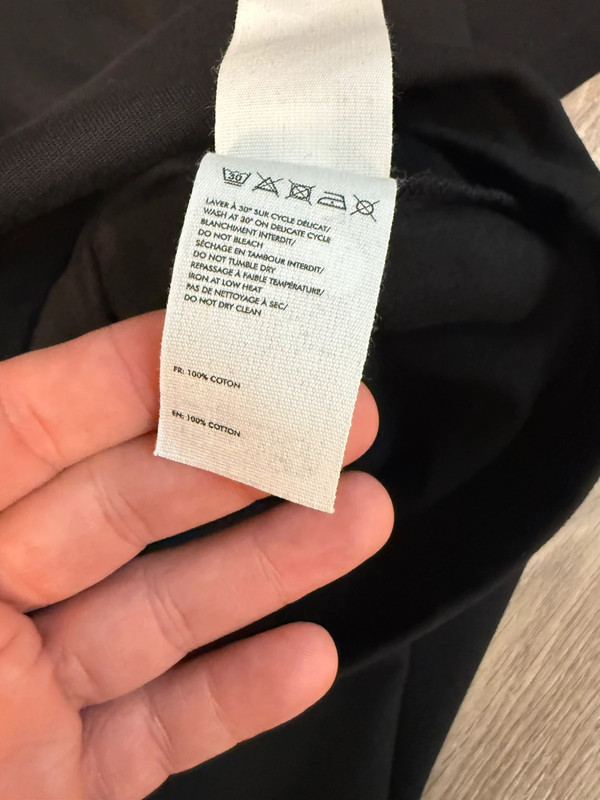 30
LAVER À 30° SUR CYCLE DÉLICAT/
WASH AT 30° ON DELICATE CYCLE
BLANCHIMENT INTERDIT/
DO NOT BLEACH
SÉCHAGE EN TAMBOUR INTERDIT/
DO NOT TUMBLE DRY
REPASSAGE À FAIBLE TEMPÉRATURE/
IRON AT LOW HEAT
PAS DE NETTOYAGE À SEC/
DO NOT DRY CLEAN
FR: 100% COTON
EN: 100% COTTON